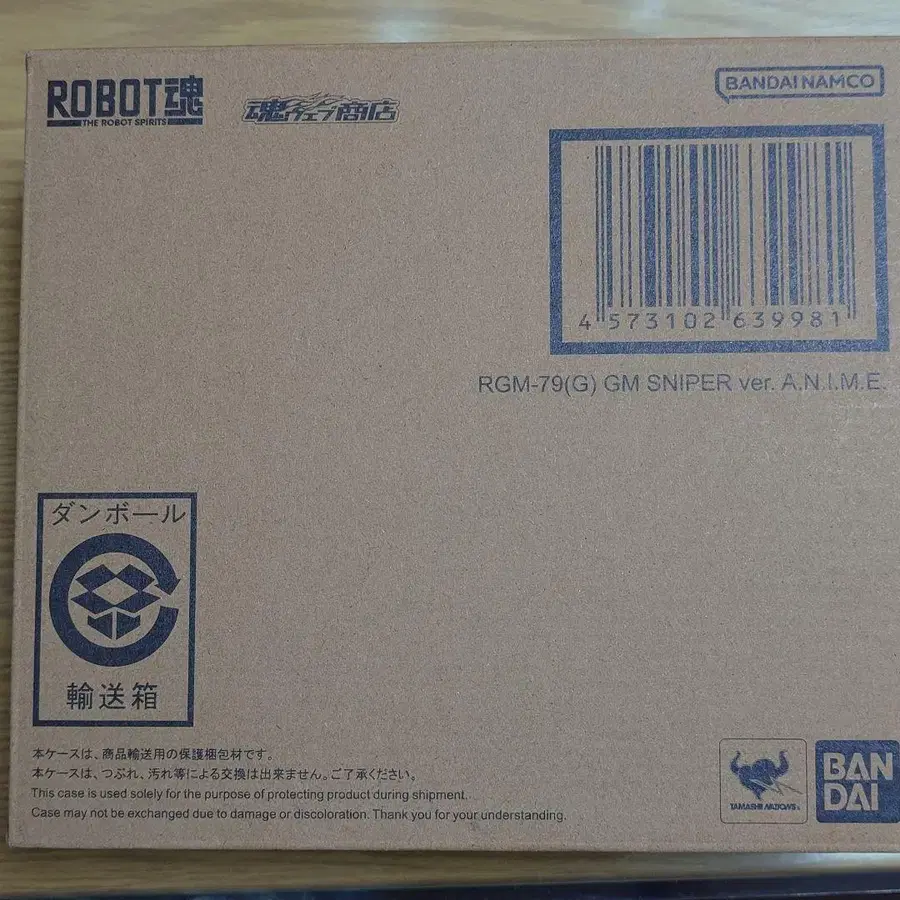 ROBOT魂
THE ROBOT SPIRITS
魂ウェブ商店
BANDAI NAMCO
4 573102 639981
RGM-79(G) GM SNIPER ver. A.N.I.M.E.
ダンボール
輸送箱
本ケースは、商品輸送用の保護梱包材です。
本ケースは、つぶれ、汚れ等による交換は出来ません。ご了承ください。
This case is used solely for the purpose of protecting product during shipment.
Case may not be exchanged due to damage or discoloration. Thank you for your understanding.
TAMASHII NATIONS
BAN
DAI